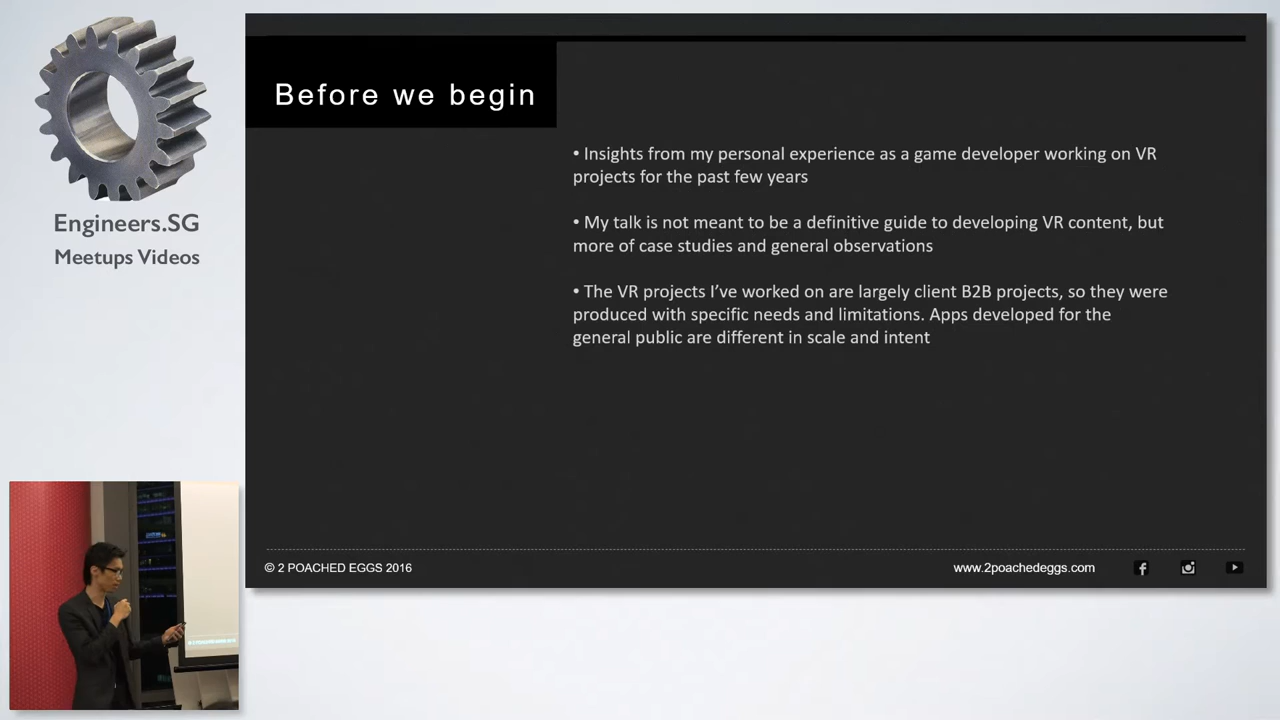 Engineers.SG
Meetups Videos
Before we begin
• Insights from my personal experience as a game developer working on VR
projects for the past few years
• My talk is not meant to be a definitive guide to developing VR content, but
more of case studies and general observations
• The VR projects I’ve worked on are largely client B2B projects, so they were
produced with specific needs and limitations. Apps developed for the
general public are different in scale and intent
© 2 POACHED EGGS 2016
www.2poachedeggs.com